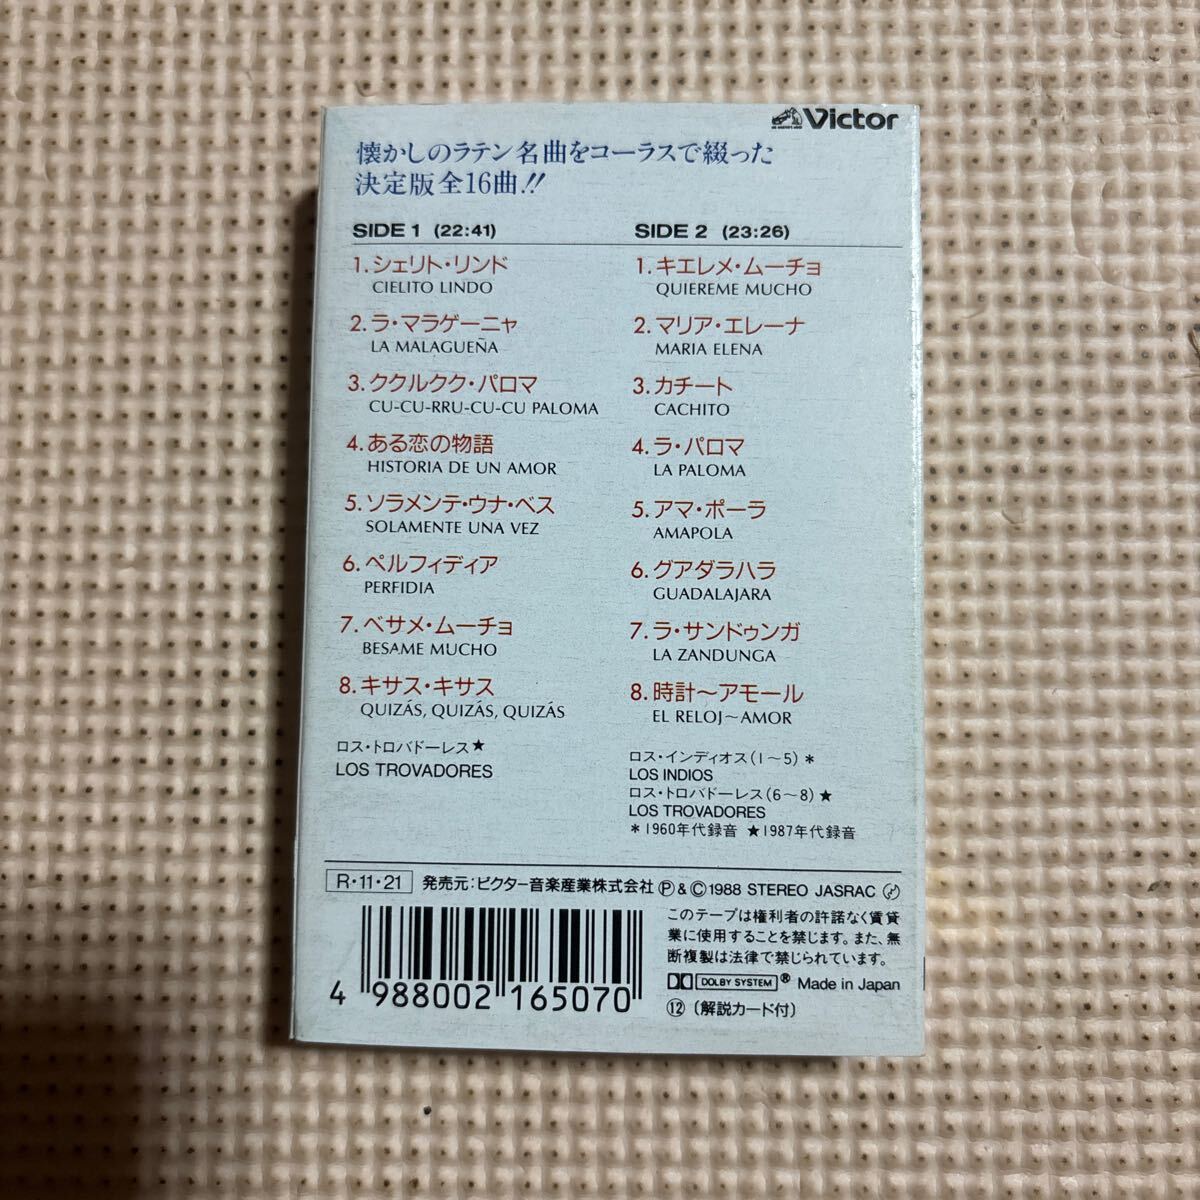 Victor
懐かしのラテン名曲をコーラスで綴った
決定版全16曲.!!
SIDE 1 (22:41)
1.シェリト・リンド
CIELITO LINDO
2.ラ・マラゲーニャ
LA MALAGUEÑA
3.ククルクク・パロマ
CU-CU-RRU-CU-CU PALOMA
4.ある恋の物語
HISTORIA DE UN AMOR
5.ソラメンテ・ウナ・ベス
SOLAMENTE UNA VEZ
6.ペルフィディア
PERFIDIA
7.ベサメ・ムーチョ
BESAME MUCHO
8.キサス・キサス
QUIZÁS, QUIZÁS, QUIZÁS
ロス・トロバドーレス★
LOS TROVADORES
SIDE 2 (23:26)
1.キエレメ・ムーチョ
QUIEREME MUCHO
2.マリア・エレーナ
MARIA ELENA
3.カチート
CACHITO
4.ラ・パロマ
LA PALOMA
5.アマ・ポーラ
AMAPOLA
6.グアダラハラ
GUADALAJARA
7.ラ・サンドゥンガ
LA ZANDUNGA
8.時計〜アモール
EL RELOJ〜AMOR
ロス・インディオス(1〜5)＊
LOS INDIOS
ロス・トロバドーレス(6〜8)★
LOS TROVADORES
＊1960年代録音 ★1987年代録音
R・11・21 発売元:ビクター音楽産業株式会社 Ⓟ&Ⓒ1988 STEREO JASRAC
4 988002 165070
このテープは権利者の許諾なく賃貸
業に使用することを禁じます。また、無
断複製は法律で禁じられています。
DOLBY SYSTEM® Made in Japan
⑫(解説カード付)